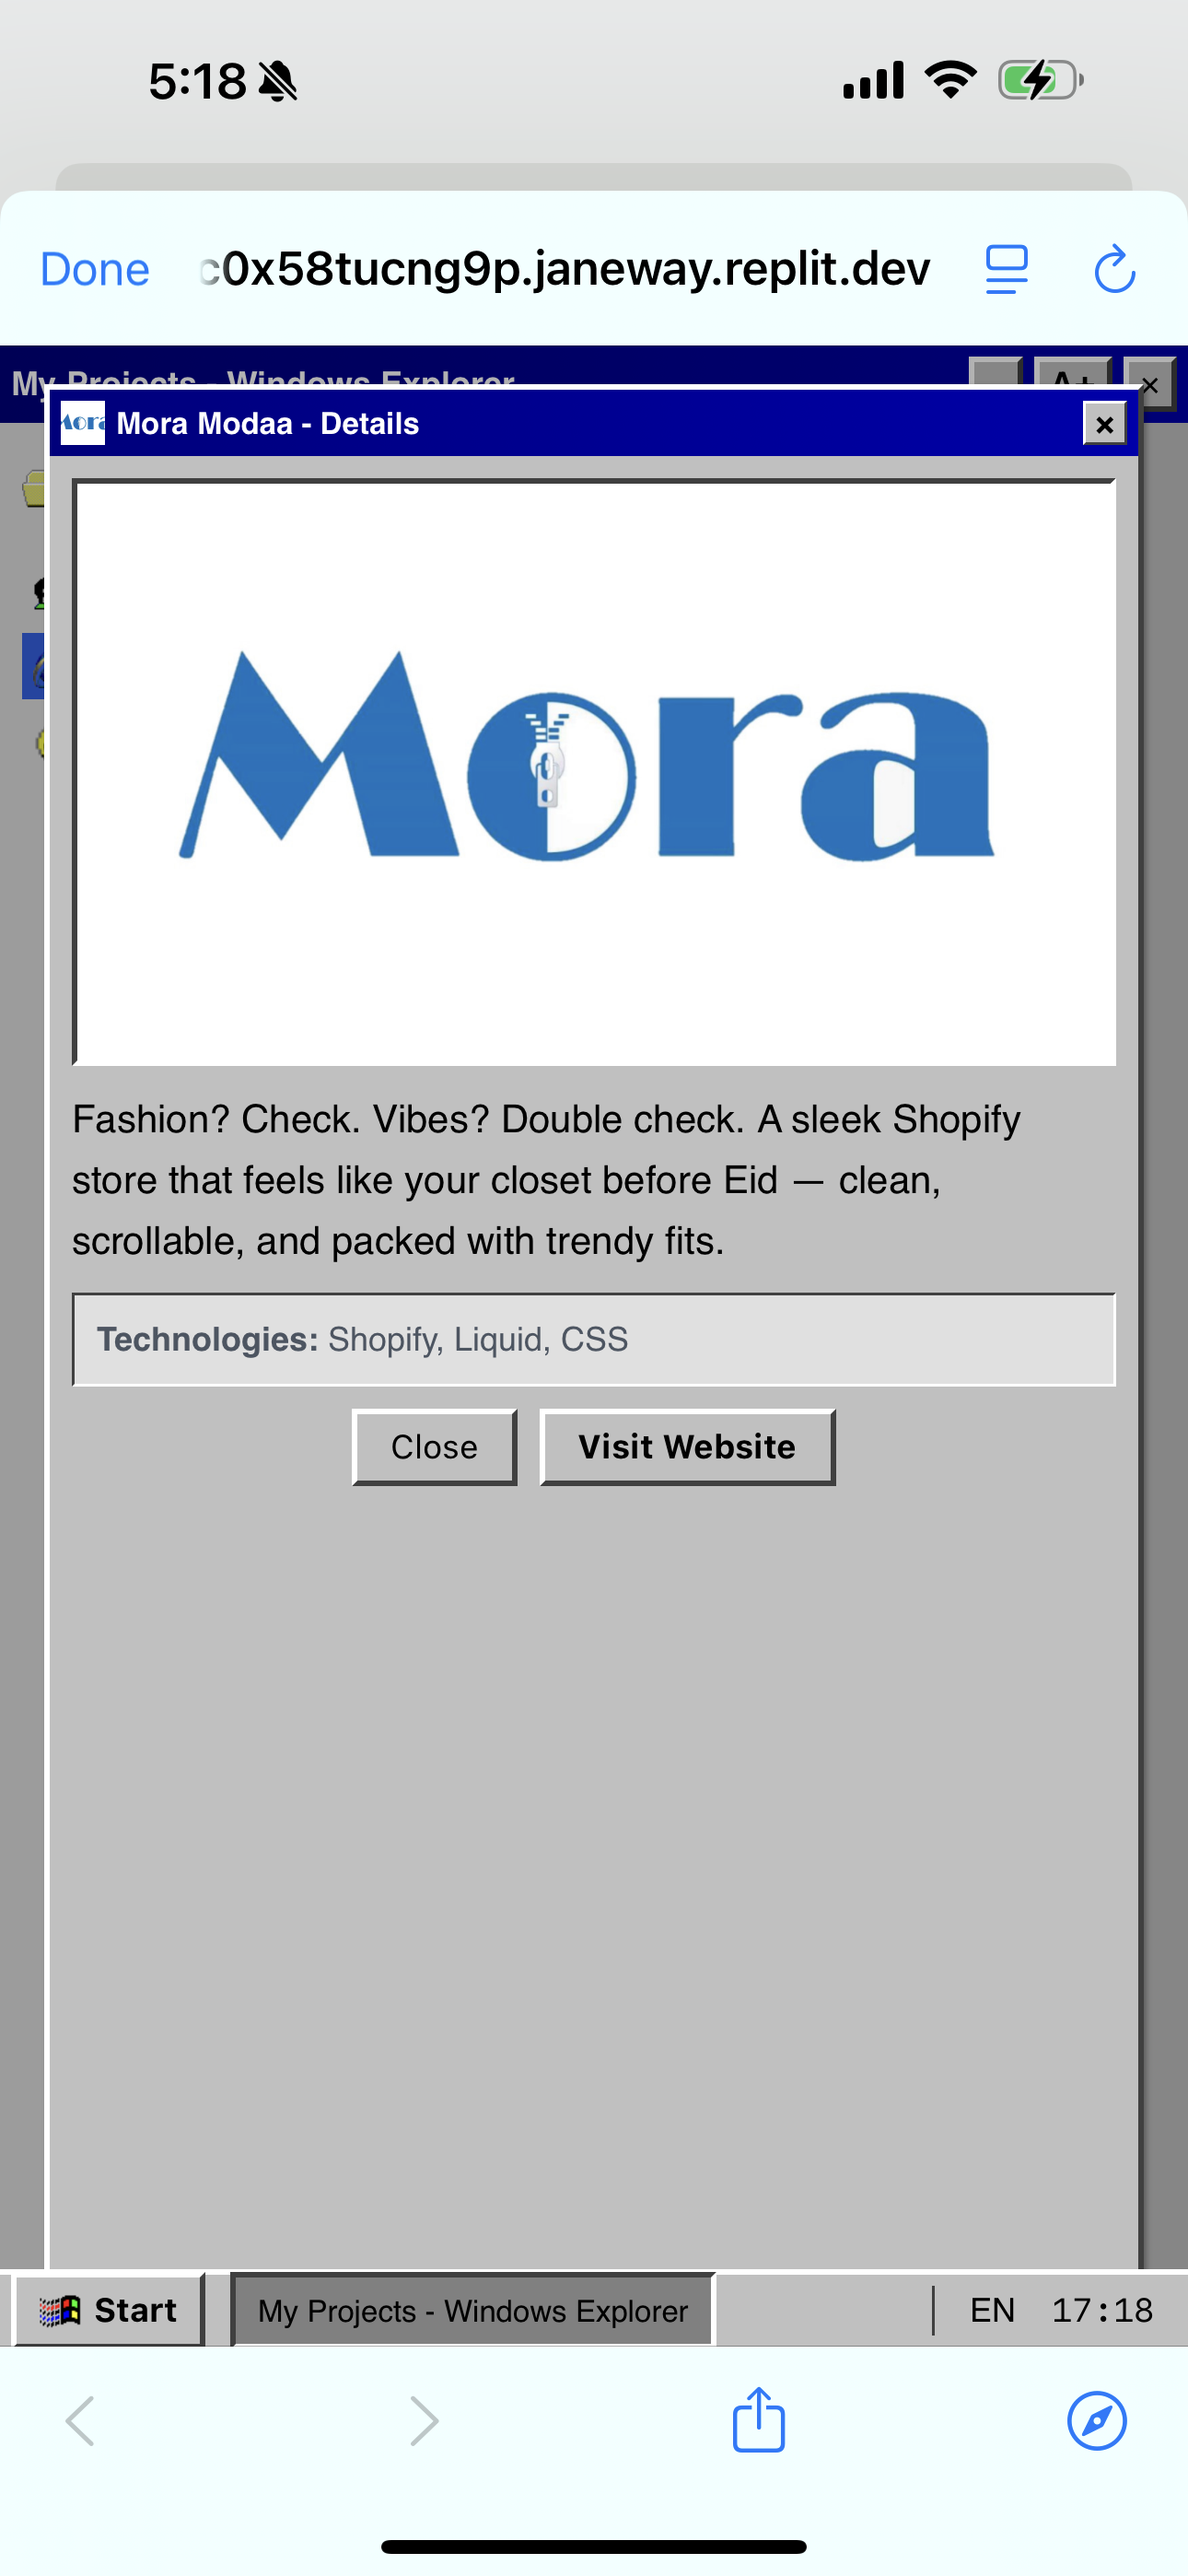 5:18
Done c0x58tucng9p.janeway.replit.dev
My Projects - Windows Explorer
A+ ×
Mora Mora Modaa - Details ×
Mora
Fashion? Check. Vibes? Double check. A sleek Shopify
store that feels like your closet before Eid — clean,
scrollable, and packed with trendy fits.
Technologies: Shopify, Liquid, CSS
Close Visit Website
Start My Projects - Windows Explorer EN 17:18